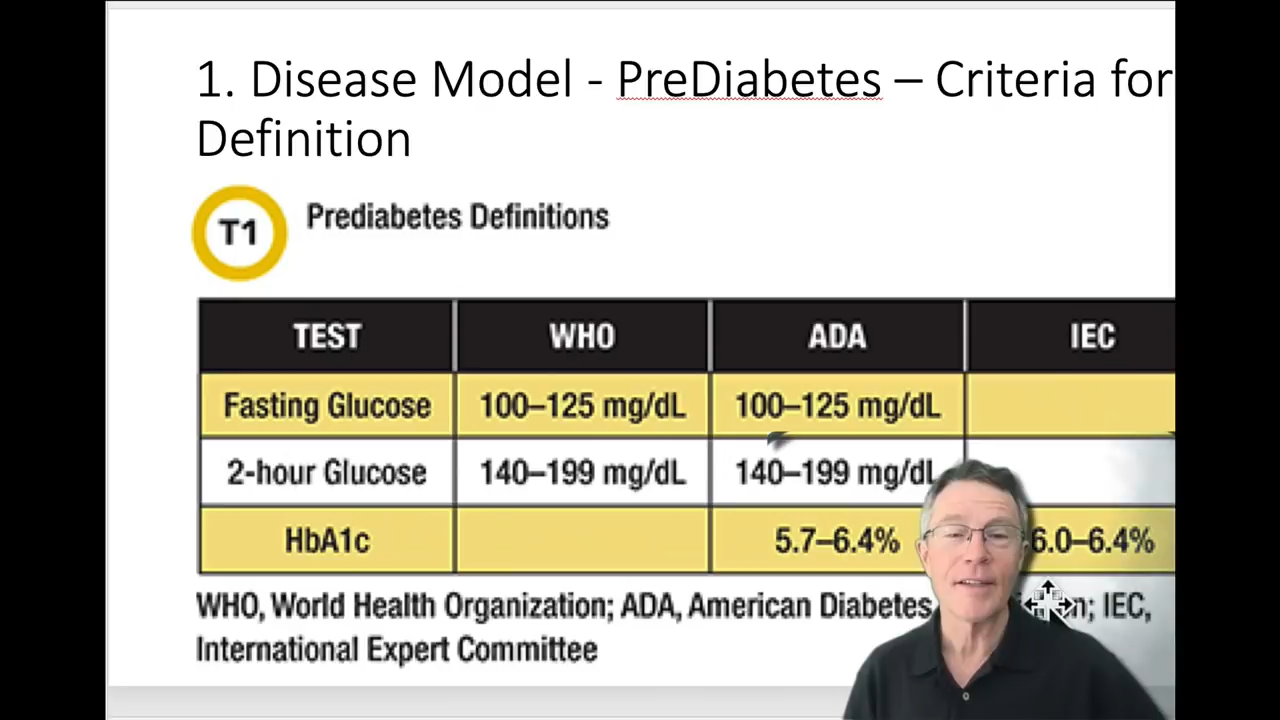 1. Disease Model - PreDiabetes – Criteria for
Definition
T1
Prediabetes Definitions
TEST WHO ADA IEC
Fasting Glucose 100–125 mg/dL 100–125 mg/dL
2-hour Glucose 140–199 mg/dL 140–199 mg/dL
HbA1c 5.7–6.4% 6.0–6.4%
WHO, World Health Organization; ADA, American Diabetes IEC,
International Expert Committee